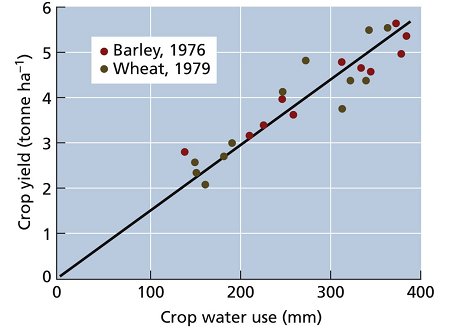 6
5
4
3
2
1
0
Crop yield (tonne ha⁻¹)
Barley, 1976
Wheat, 1979
0 100 200 300 400
Crop water use (mm)